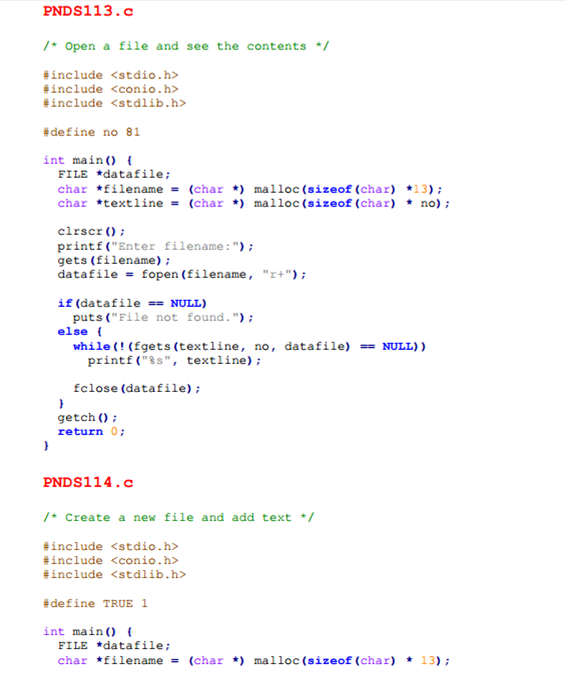 PNDS113.c
/* Open a file and see the contents */
#include <stdio.h>
#include <conio.h>
#include <stdlib.h>
#define no 81
int main() {
FILE *datafile;
char *filename = (char *) malloc(sizeof(char) *13);
char *textline = (char *) malloc(sizeof(char) * no);
clrscr();
printf("Enter filename:");
gets(filename);
datafile = fopen(filename, "r+");
if(datafile == NULL)
puts("File not found.");
else {
while(!(fgets(textline, no, datafile) == NULL))
printf("%s", textline);
fclose(datafile);
}
getch();
return 0;
}
PNDS114.c
/* Create a new file and add text */
#include <stdio.h>
#include <conio.h>
#include <stdlib.h>
#define TRUE 1
int main() {
FILE *datafile;
char *filename = (char *) malloc(sizeof(char) * 13);